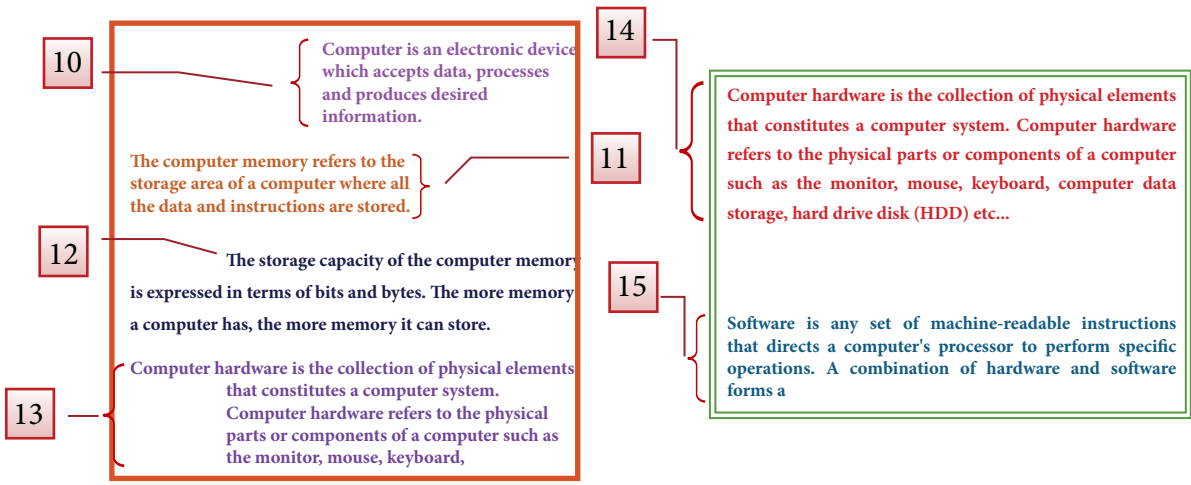 10
Computer is an electronic device
which accepts data, processes
and produces desired
information.
The computer memory refers to the
storage area of a computer where all
the data and instructions are stored.
11
12
The storage capacity of the computer memory
is expressed in terms of bits and bytes. The more memory
a computer has, the more memory it can store.
13
Computer hardware is the collection of physical elements
that constitutes a computer system.
Computer hardware refers to the physical
parts or components of a computer such as
the monitor, mouse, keyboard,
14
Computer hardware is the collection of physical elements
that constitutes a computer system. Computer hardware
refers to the physical parts or components of a computer
such as the monitor, mouse, keyboard, computer data
storage, hard drive disk (HDD) etc...
15
Software is any set of machine-readable instructions
that directs a computer's processor to perform specific
operations. A combination of hardware and software
forms a